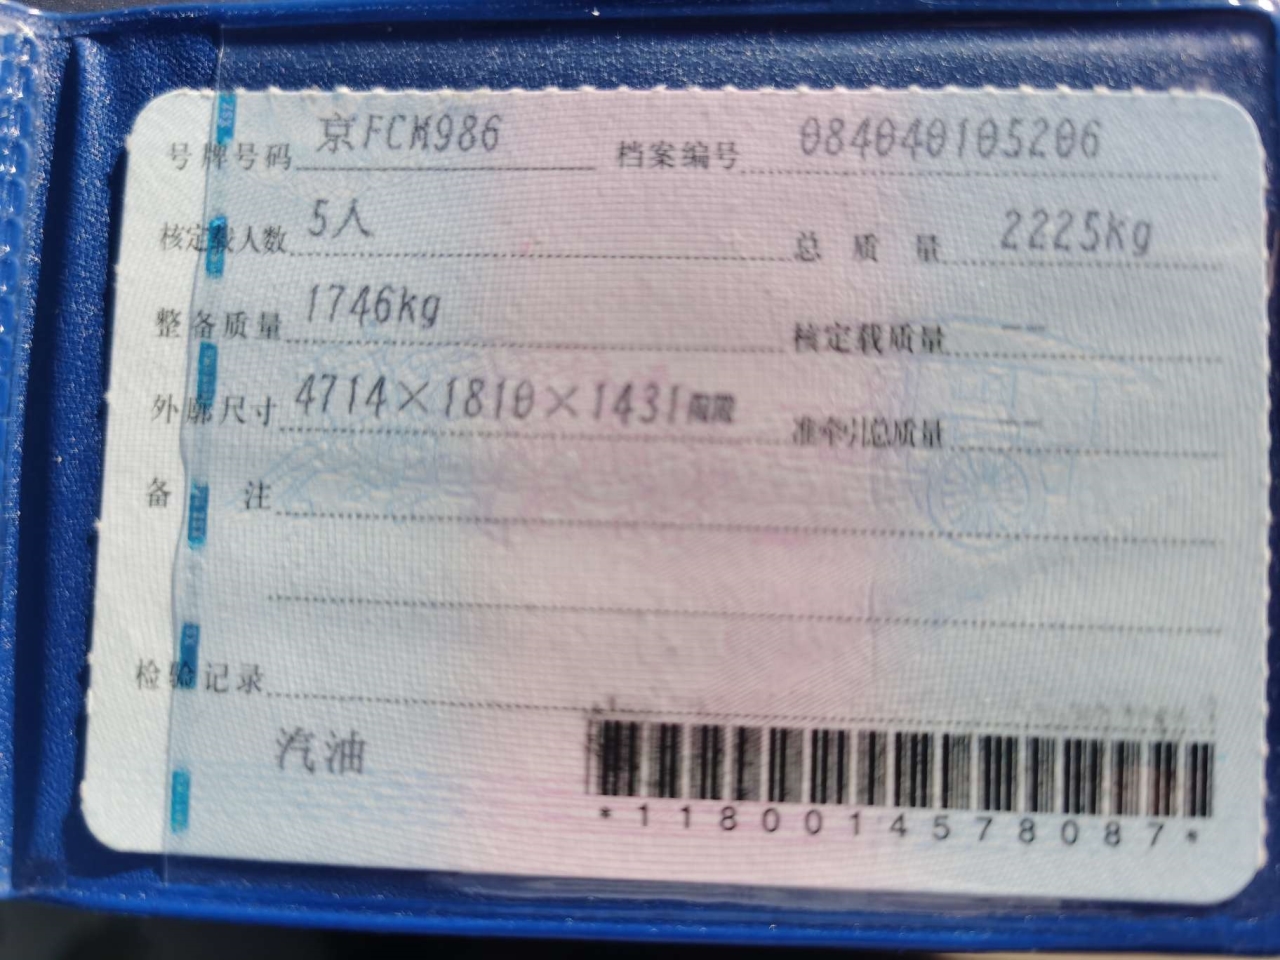 号牌号码 京FCM986 档案编号 084040105206
核定载人数 5人 总质量 2225kg
整备质量 1746kg 核定载质量 --
外廓尺寸 4714×1810×1431mm 准牵引总质量 --
备注
检验记录
汽油
*1180014578087*